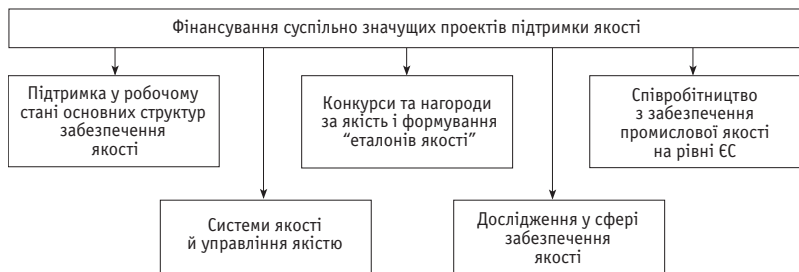 Фінансування суспільно значущих проектів підтримки якості
Підтримка у робочому
стані основних структур
забезпечення
якості
Конкурси та нагороди
за якість і формування
“еталонів якості”
Співробітництво
з забезпечення
промислової якості
на рівні ЄС
Системи якості
й управління якістю
Дослідження у сфері
забезпечення
якості